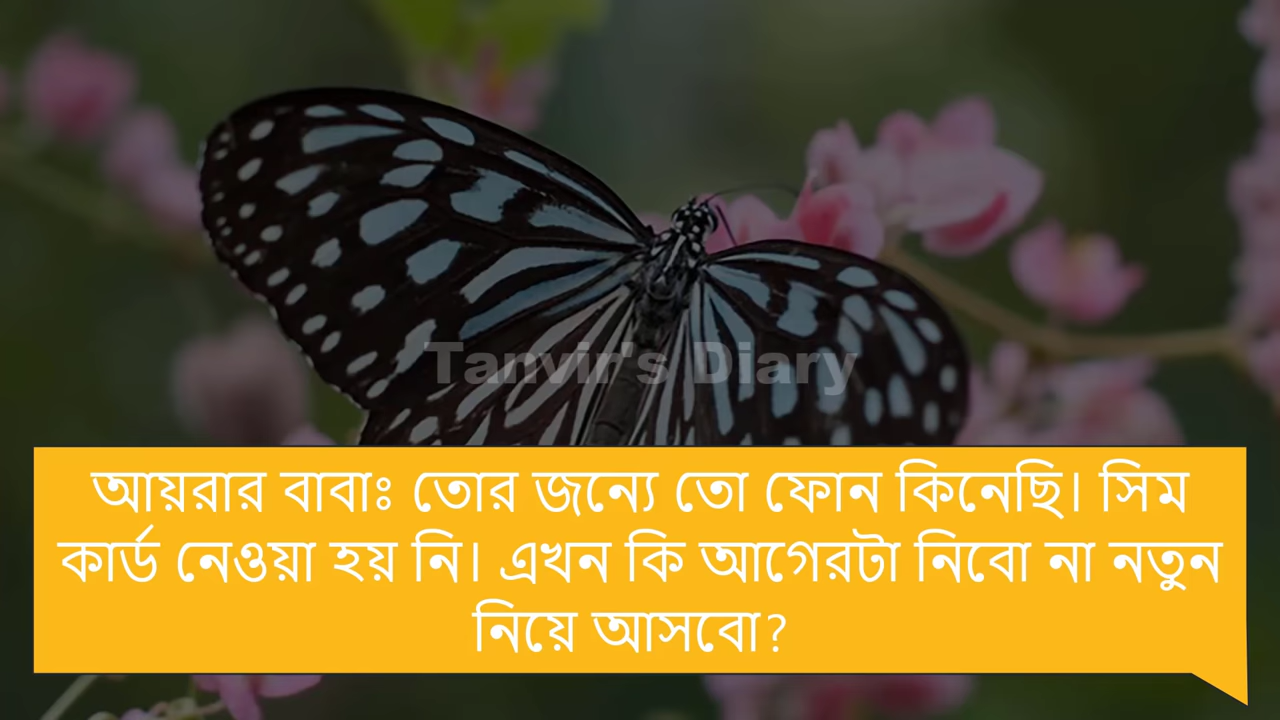 Tanvir's Diary
আয়রার বাবাঃ তোর জন্যে তো ফোন কিনেছি। সিম
কার্ড নেওয়া হয় নি। এখন কি আগেরটা নিবো না নতুন
নিয়ে আসবো?